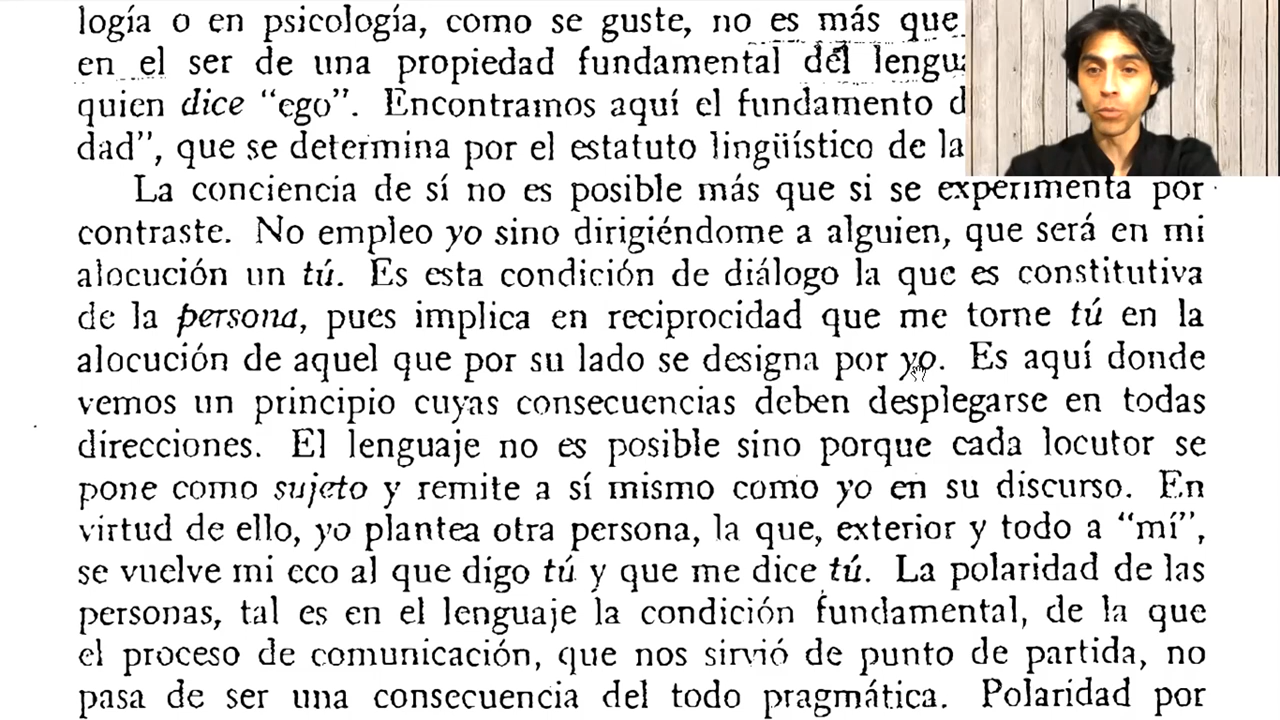 logía o en psicología, como se guste, no es más que
en el ser de una propiedad fundamental del
quien dice “ego”. Encontramos aquí el fundamento
dad”, que se determina por el estatuto lingüístico de la
La conciencia de sí no es posible más que si se experimenta por
contraste. No empleo yo sino dirigiéndome a alguien, que será en mi
alocución un tú. Es esta condición de diálogo la que es constitutiva
de la persona, pues implica en reciprocidad que me torne tú en la
alocución de aquel que por su lado se designa por yo. Es aquí donde
vemos un principio cuyas consecuencias deben desplegarse en todas
direcciones. El lenguaje no es posible sino porque cada locutor se
pone como sujeto y remite a sí mismo como yo en su discurso. En
virtud de ello, yo plantea otra persona, la que, exterior y todo a “mí”,
se vuelve mi eco al que digo tú y que me dice tú. La polaridad de las
personas, tal es en el lenguaje la condición fundamental, de la que
el proceso de comunicación, que nos sirvió de punto de partida, no
pasa de ser una consecuencia del todo pragmática. Polaridad por